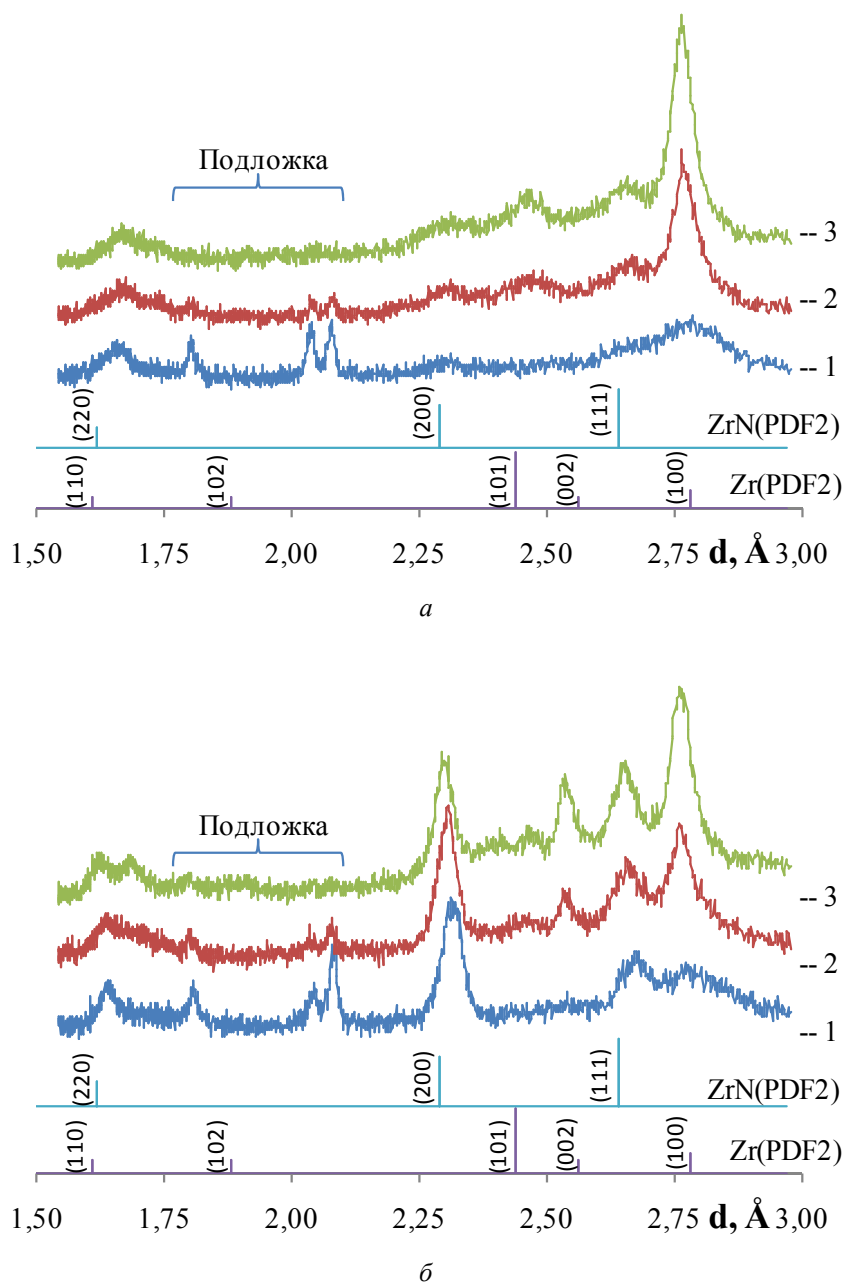 Подложка
-- 3
-- 2
-- 1
(220) (200) (111) ZrN(PDF2)
(110) (102) (101) (002) (100) Zr(PDF2)
1,50 1,75 2,00 2,25 2,50 2,75 d, Å 3,00
а
Подложка
-- 3
-- 2
-- 1
(220) (200) (111) ZrN(PDF2)
(110) (102) (101) (002) (100) Zr(PDF2)
1,50 1,75 2,00 2,25 2,50 2,75 d, Å 3,00
б